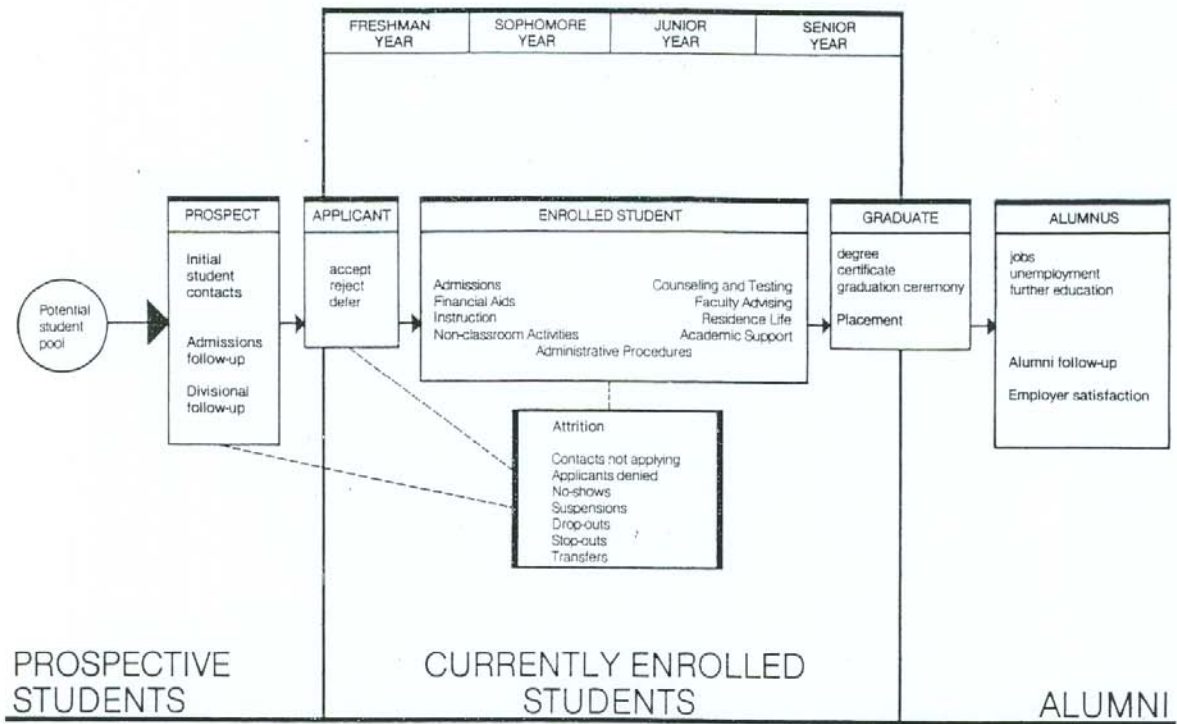 FRESHMAN
YEAR
SOPHOMORE
YEAR
JUNIOR
YEAR
SENIOR
YEAR
Potential
student
pool
PROSPECT
Initial
student
contacts
Admissions
follow-up
Divisional
follow-up
APPLICANT
accept
reject
defer
ENROLLED STUDENT
Admissions
Financial Aids
Instruction
Non-classroom Activities
Counseling and Testing
Faculty Advising
Residence Life
Academic Support
Administrative Procedures
GRADUATE
degree
certificate
graduation ceremony
Placement
ALUMNUS
jobs
unemployment
further education
Alumni follow-up
Employer satisfaction
Attrition
Contacts not applying
Applicants denied
No-shows
Suspensions
Drop-outs
Stop-outs
Transfers
PROSPECTIVE
STUDENTS
CURRENTLY ENROLLED
STUDENTS
ALUMNI